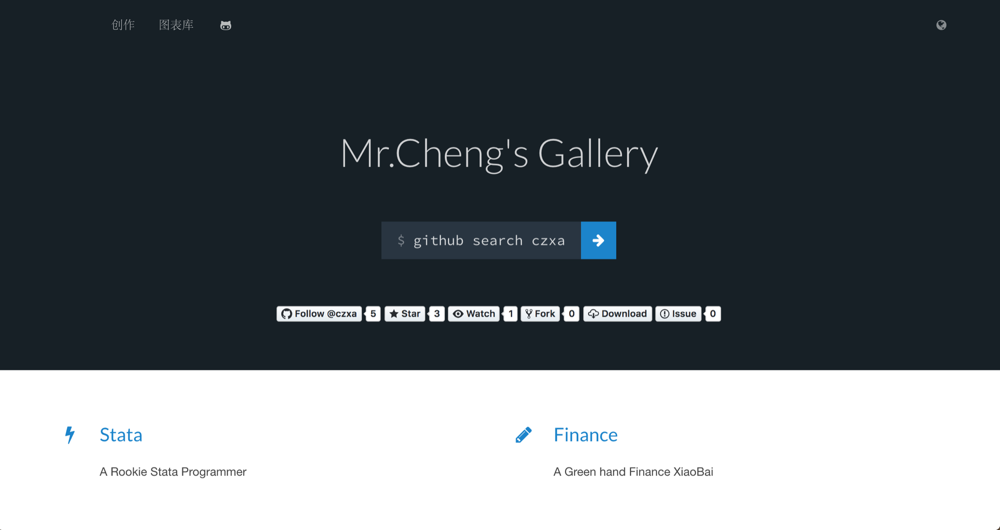 创作 图表库
Mr.Cheng's Gallery
$ github search czxa
Follow @czxa 5 Star 3 Watch 1 Fork 0 Download Issue 0
Stata Finance
A Rookie Stata Programmer A Green hand Finance XiaoBai